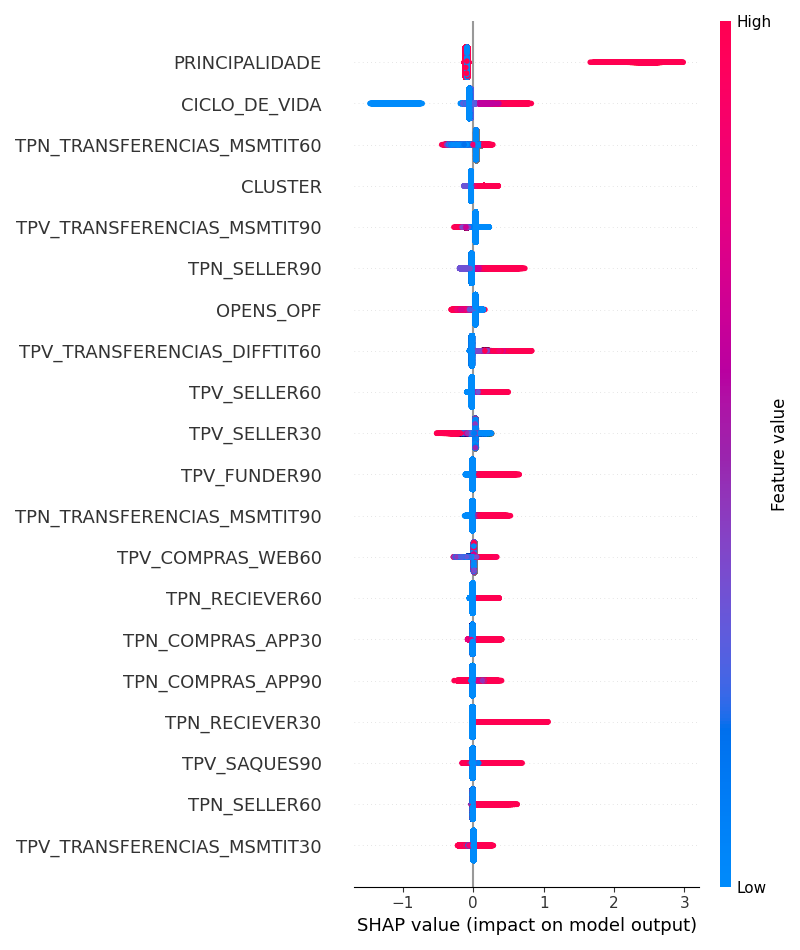 High
PRINCIPALIDADE
CICLO_DE_VIDA
TPN_TRANSFERENCIAS_MSMTIT60
CLUSTER
TPV_TRANSFERENCIAS_MSMTIT90
TPN_SELLER90
OPENS_OPF
TPV_TRANSFERENCIAS_DIFFTIT60
TPV_SELLER60
TPV_SELLER30
TPV_FUNDER90
TPN_TRANSFERENCIAS_MSMTIT90
TPV_COMPRAS_WEB60
TPN_RECIEVER60
TPN_COMPRAS_APP30
TPN_COMPRAS_APP90
TPN_RECIEVER30
TPV_SAQUES90
TPN_SELLER60
TPV_TRANSFERENCIAS_MSMTIT30
Feature value
Low
−1 0 1 2 3
SHAP value (impact on model output)